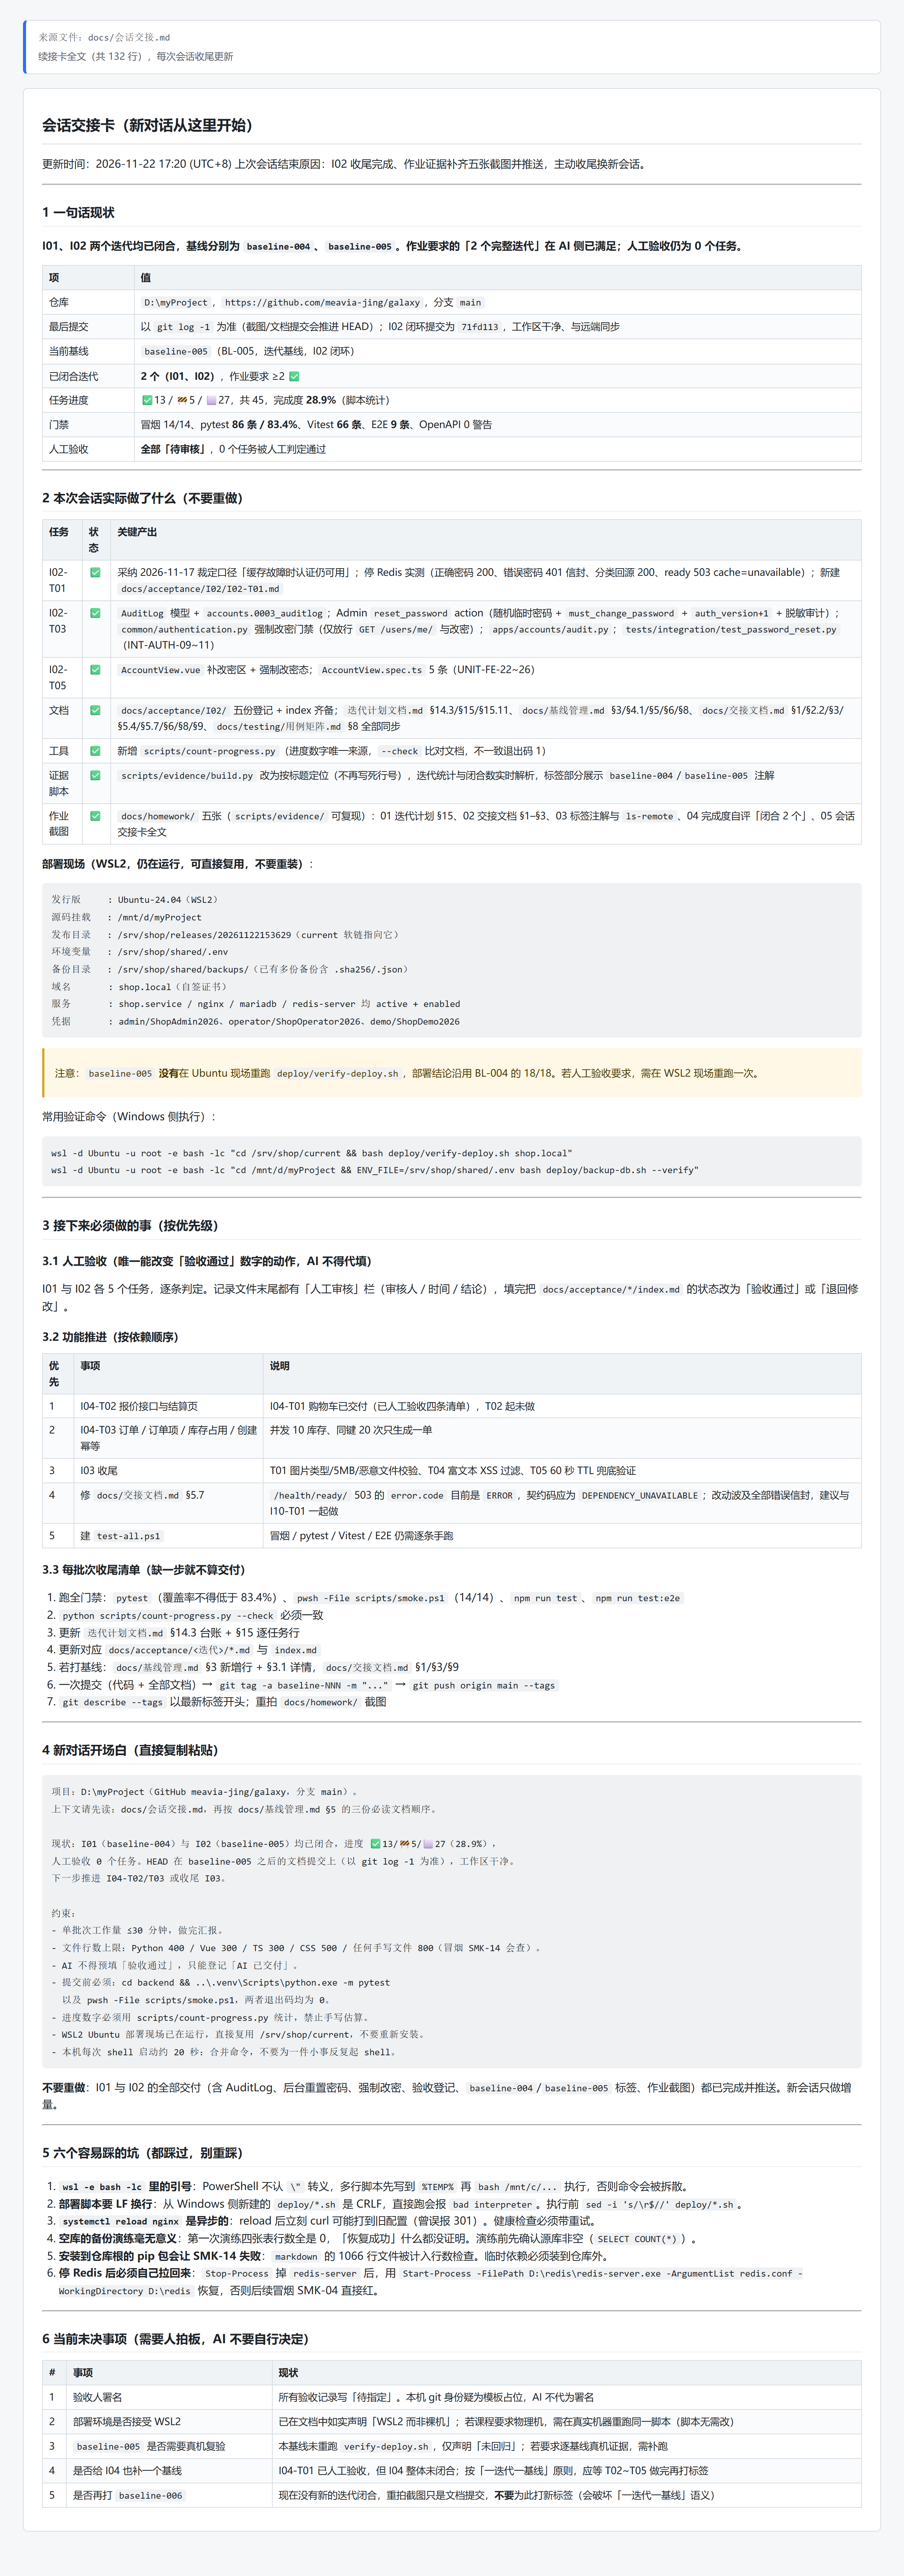 来源文件：docs/会话交接.md
续接卡全文（共 132 行），每次会话收尾更新
会话交接卡（新对话从这里开始）
更新时间：2026-11-22 17:20 (UTC+8) 上次会话结束原因：I02 收尾完成、作业证据补齐五张截图并推送，主动收尾换新会话。
1 一句话现状
I01、I02 两个迭代均已闭合，基线分别为 baseline-004、baseline-005。作业要求的「2 个完整迭代」在 AI 侧已满足；人工验收仍为 0 个任务。
项 值
仓库 D:\myProject，https://github.com/meavia-jing/galaxy，分支 main
最后提交 以 git log -1 为准（截图/文档提交会推进 HEAD）；I02 闭环提交为 71fd113，工作区干净、与远端同步
当前基线 baseline-005（BL-005，迭代基线，I02 闭环）
已闭合迭代 2 个（I01、I02），作业要求 ≥2 ✅
任务进度 ✅13 / 🚧5 / ⬜27，共 45，完成度 28.9%（脚本统计）
门禁 冒烟 14/14、pytest 86 条 / 83.4%、Vitest 66 条、E2E 9 条、OpenAPI 0 警告
人工验收 全部「待审核」，0 个任务被人工判定通过
2 本次会话实际做了什么（不要重做）
任务 状 关键产出
态
I02- ✅ 采纳 2026-11-17 裁定口径「缓存故障时认证仍可用」；停 Redis 实测（正确密码 200、错误密码 401 信封、分类回源 200、ready 503 cache=unavailable）；新建
T01 docs/acceptance/I02/I02-T01.md
I02- ✅ AuditLog 模型 + accounts.0003_auditlog；Admin reset_password action（随机临时密码 + must_change_password + auth_version+1 + 脱敏审计）；
T03 common/authentication.py 强制改密门禁（仅放行 GET /users/me/ 与改密）；apps/accounts/audit.py；tests/integration/test_password_reset.py
（INT-AUTH-09~11）
I02- ✅ AccountView.vue 补改密区 + 强制改密态；AccountView.spec.ts 5 条（UNIT-FE-22~26）
T05
文档 ✅ docs/acceptance/I02/ 五份登记 + index 齐备；迭代计划文档.md §14.3/§15/§15.11、docs/基线管理.md §3/§4.1/§5/§6/§8、docs/交接文档.md §1/§2.2/§3/
§5.4/§5.7/§6/§8/§9、docs/testing/用例矩阵.md §8 全部同步
工具 ✅ 新增 scripts/count-progress.py（进度数字唯一来源，--check 比对文档，不一致退出码 1）
证据 ✅ scripts/evidence/build.py 改为按标题定位（不再写死行号），迭代统计与闭合数实时解析，标签部分展示 baseline-004/baseline-005 注解
脚本
作业 ✅ docs/homework/ 五张（scripts/evidence/ 可复现）：01 迭代计划 §15、02 交接文档 §1–§3、03 标签注解与 ls-remote、04 完成度自评「闭合 2 个」、05 会话
截图 交接卡全文
部署现场（WSL2，仍在运行，可直接复用，不要重装）：
发行版 : Ubuntu-24.04（WSL2）
源码挂载 : /mnt/d/myProject
发布目录 : /srv/shop/releases/20261122153629（current 软链指向它）
环境变量 : /srv/shop/shared/.env
备份目录 : /srv/shop/shared/backups/（已有多份备份含 .sha256/.json）
域名 : shop.local（自签证书）
服务 : shop.service / nginx / mariadb / redis-server 均 active + enabled
凭据 : admin/ShopAdmin2026、operator/ShopOperator2026、demo/ShopDemo2026
注意：baseline-005 没有在 Ubuntu 现场重跑 deploy/verify-deploy.sh，部署结论沿用 BL-004 的 18/18。若人工验收要求，需在 WSL2 现场重跑一次。
常用验证命令（Windows 侧执行）：
wsl -d Ubuntu -u root -e bash -lc "cd /srv/shop/current && bash deploy/verify-deploy.sh shop.local"
wsl -d Ubuntu -u root -e bash -lc "cd /mnt/d/myProject && ENV_FILE=/srv/shop/shared/.env bash deploy/backup-db.sh --verify"
3 接下来必须做的事（按优先级）
3.1 人工验收（唯一能改变「验收通过」数字的动作，AI 不得代填）
I01 与 I02 各 5 个任务，逐条判定。记录文件末尾都有「人工审核」栏（审核人 / 时间 / 结论），填完把 docs/acceptance/*/index.md 的状态改为「验收通过」或「退回修
改」。
3.2 功能推进（按依赖顺序）
优 事项 说明
先
1 I04-T02 报价接口与结算页 I04-T01 购物车已交付（已人工验收四条清单），T02 起未做
2 I04-T03 订单 / 订单项 / 库存占用 / 创建 并发 10 库存、同键 20 次只生成一单
幂等
3 I03 收尾 T01 图片类型/5MB/恶意文件校验、T04 富文本 XSS 过滤、T05 60 秒 TTL 兜底验证
4 修 docs/交接文档.md §5.7 /health/ready/ 503 的 error.code 目前是 ERROR，契约码应为 DEPENDENCY_UNAVAILABLE；改动波及全部错误信封，建议与
I10-T01 一起做
5 建 test-all.ps1 冒烟 / pytest / Vitest / E2E 仍需逐条手跑
3.3 每批次收尾清单（缺一步就不算交付）
1. 跑全门禁：pytest（覆盖率不得低于 83.4%）、pwsh -File scripts/smoke.ps1（14/14）、npm run test、npm run test:e2e
2. python scripts/count-progress.py --check 必须一致
3. 更新 迭代计划文档.md §14.3 台账 + §15 逐任务行
4. 更新对应 docs/acceptance/<迭代>/*.md 与 index.md
5. 若打基线：docs/基线管理.md §3 新增行 + §3.1 详情，docs/交接文档.md §1/§3/§9
6. 一次提交（代码 + 全部文档）→ git tag -a baseline-NNN -m "..." → git push origin main --tags
7. git describe --tags 以最新标签开头；重拍 docs/homework/ 截图
4 新对话开场白（直接复制粘贴）
项目：D:\myProject（GitHub meavia-jing/galaxy，分支 main）。
上下文请先读：docs/会话交接.md，再按 docs/基线管理.md §5 的三份必读文档顺序。
现状：I01（baseline-004）与 I02（baseline-005）均已闭合，进度 ✅13/🚧5/⬜27（28.9%），
人工验收 0 个任务。HEAD 在 baseline-005 之后的文档提交上（以 git log -1 为准），工作区干净。
下一步推进 I04-T02/T03 或收尾 I03。
约束：
- 单批次工作量 ≤30 分钟，做完汇报。
- 文件行数上限：Python 400 / Vue 300 / TS 300 / CSS 500 / 任何手写文件 800（冒烟 SMK-14 会查）。
- AI 不得预填「验收通过」，只能登记「AI 已交付」。
- 提交前必须：cd backend && ..\.venv\Scripts\python.exe -m pytest
以及 pwsh -File scripts/smoke.ps1，两者退出码均为 0。
- 进度数字必须用 scripts/count-progress.py 统计，禁止手写估算。
- WSL2 Ubuntu 部署现场已在运行，直接复用 /srv/shop/current，不要重新安装。
- 本机每次 shell 启动约 20 秒；合并命令，不要为一件小事反复起 shell。
不要重做：I01 与 I02 的全部交付（含 AuditLog、后台重置密码、强制改密、验收登记、baseline-004/baseline-005 标签、作业截图）都已完成并推送。新会话只做增
量。
5 六个容易踩的坑（都踩过，别重踩）
1. wsl -e bash -lc 里的引号：PowerShell 不认 \" 转义，多行脚本先写到 %TEMP% 再 bash /mnt/c/... 执行，否则命令会被拆散。
2. 部署脚本要 LF 换行：从 Windows 侧新建的 deploy/*.sh 是 CRLF，直接跑会报 bad interpreter。执行前 sed -i 's/\r$//' deploy/*.sh。
3. systemctl reload nginx 是异步的：reload 后立刻 curl 可能打到旧配置（曾误报 301）。健康检查必须带重试。
4. 空库的备份演练毫无意义：第一次演练四张表行数全是 0，「恢复成功」什么都没证明。演练前先确认源库非空（SELECT COUNT(*)）。
5. 安装到仓库根的 pip 包会让 SMK-14 失败：markdown 的 1066 行文件被计入行数检查。临时依赖必须装到仓库外。
6. 停 Redis 后必须自己拉回来：Stop-Process 掉 redis-server 后，用 Start-Process -FilePath D:\redis\redis-server.exe -ArgumentList redis.conf -
WorkingDirectory D:\redis 恢复，否则后续冒烟 SMK-04 直接红。
6 当前未决事项（需要人拍板，AI 不要自行决定）
# 事项 现状
1 验收人署名 所有验收记录写「待指定」。本机 git 身份疑为模板占位，AI 不代为署名
2 部署环境是否接受 WSL2 已在文档中如实声明「WSL2 而非裸机」；若课程要求物理机，需在真实机器重跑同一脚本（脚本无需改）
3 baseline-005 是否需要真机复验 本基线未重跑 verify-deploy.sh，仅声明「未回归」；若要求逐基线真机证据，需补跑
4 是否给 I04 也补一个基线 I04-T01 已人工验收，但 I04 整体未闭合；按「一迭代一基线」原则，应等 T02~T05 做完再打标签
5 是否再打 baseline-006 现在没有新的迭代闭合，重拍截图只是文档提交，不要为此打新标签（会破坏「一迭代一基线」语义）